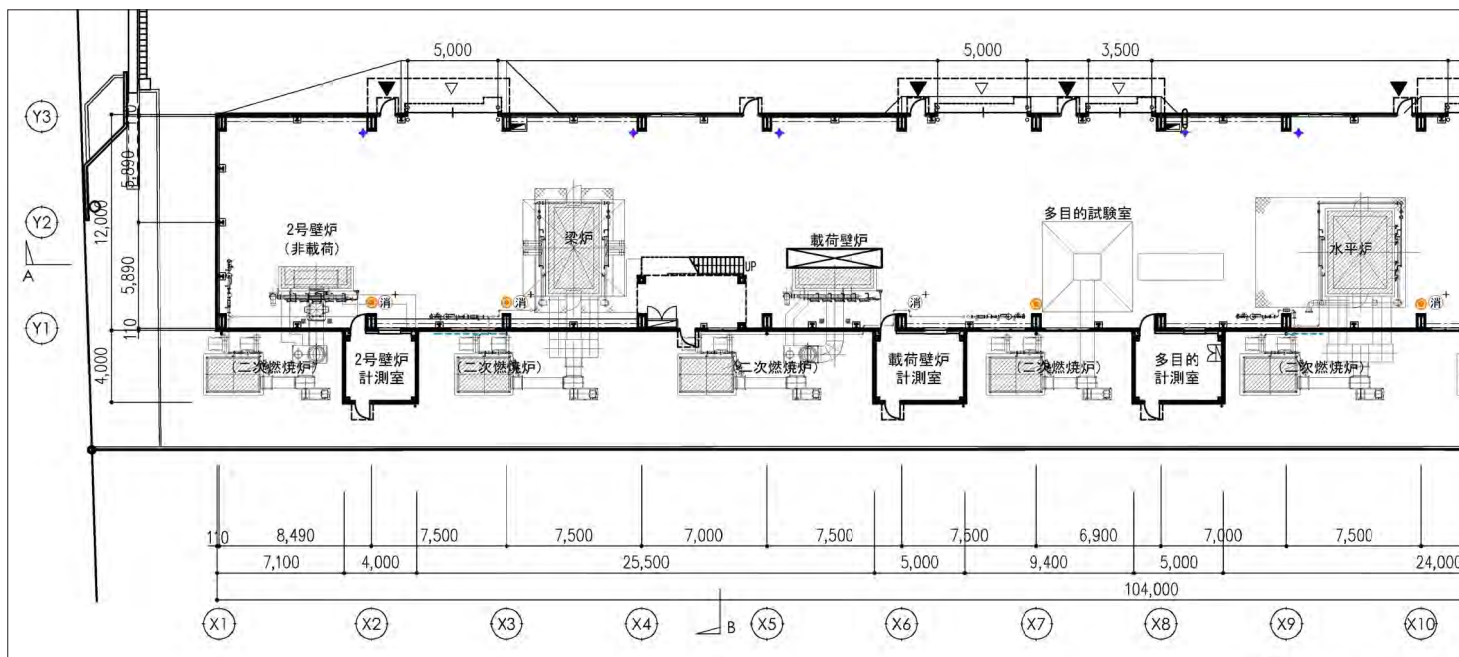 5,000
5,000
3,500
Y3
110
5,890
12,000
Y2
A
5,890
Y1
110
4,000
2号壁炉
(非載荷)
梁炉
載荷壁炉
多目的試験室
水平炉
UP
消
消
消
消
(二次燃焼炉)
2号壁炉
計測室
(二次燃焼炉)
(二次燃焼炉)
載荷壁炉
計測室
(二次燃焼炉)
多目的
計測室
(二次燃焼炉)
110
8,490
7,500
7,500
7,000
7,500
7,500
6,900
7,000
7,500
7,100
4,000
25,500
5,000
9,400
5,000
24,000
104,000
X1
X2
X3
X4
B
X5
X6
X7
X8
X9
X10